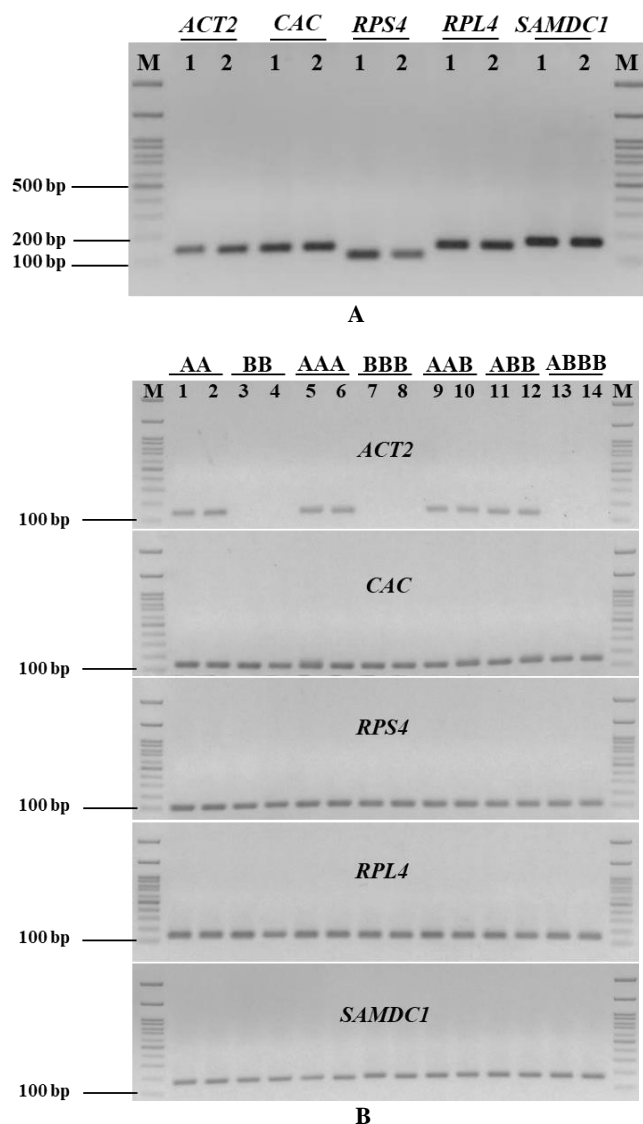 ACT2 CAC RPS4 RPL4 SAMDC1
M 1 2 1 2 1 2 1 2 1 2 M
500 bp
200 bp
100 bp
A
AA BB AAA BBB AAB ABB ABBB
M 1 2 3 4 5 6 7 8 9 10 11 12 13 14 M
ACT2
100 bp
CAC
100 bp
RPS4
100 bp
RPL4
100 bp
SAMDC1
100 bp
B